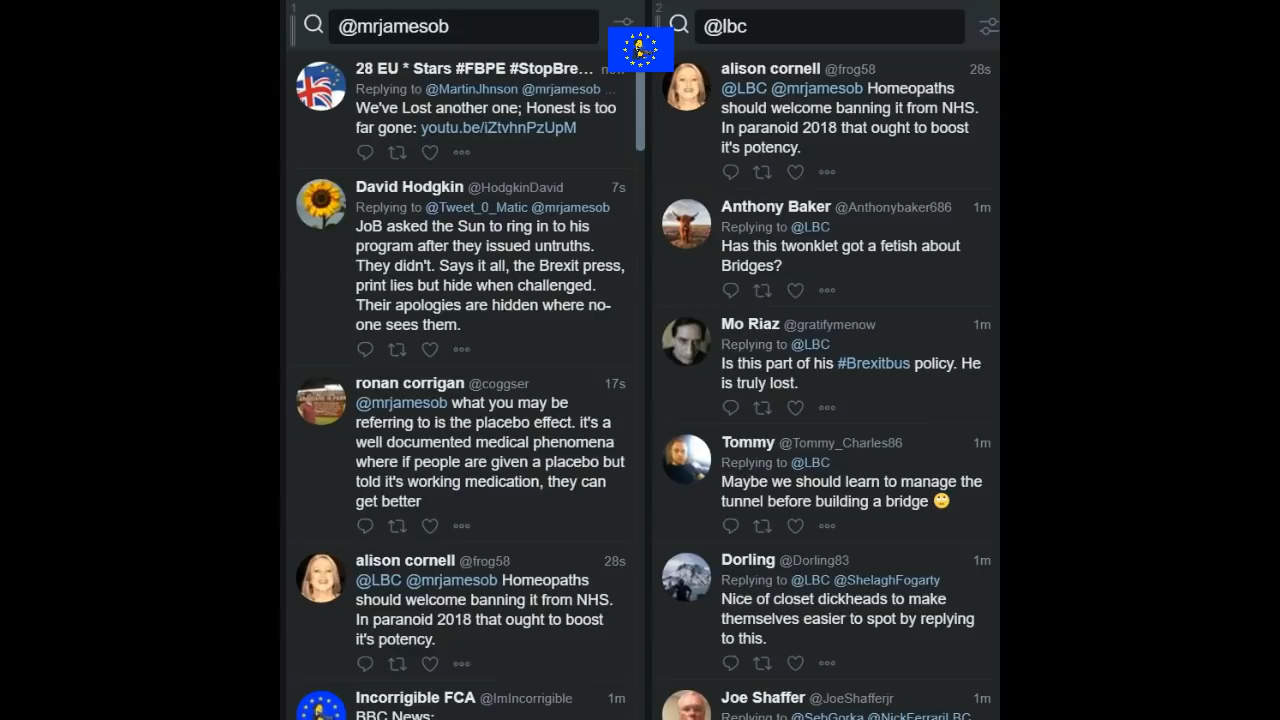 1
@mrjamesob
28 EU * Stars #FBPE #StopBre...
Replying to @MartinJhnson @mrjamesob ...
We've Lost another one; Honest is too
far gone: youtu.be/iZtvhnPzUpM
David Hodgkin @HodgkinDavid 7s
Replying to @Tweet_0_Matic @mrjamesob
JoB asked the Sun to ring in to his
program after they issued untruths.
They didn't. Says it all, the Brexit press,
print lies but hide when challenged.
Their apologies are hidden where no-
one sees them.
ronan corrigan @coggser 17s
@mrjamesob what you may be
referring to is the placebo effect. it's a
well documented medical phenomena
where if people are given a placebo but
told it's working medication, they can
get better
alison cornell @frog58 28s
@LBC @mrjamesob Homeopaths
should welcome banning it from NHS.
In paranoid 2018 that ought to boost
it's potency.
Incorrigible FCA @ImIncorrigible 1m
BBC News:
2
@lbc
alison cornell @frog58 28s
@LBC @mrjamesob Homeopaths
should welcome banning it from NHS.
In paranoid 2018 that ought to boost
it's potency.
Anthony Baker @Anthonybaker686 1m
Replying to @LBC
Has this twonklet got a fetish about
Bridges?
Mo Riaz @gratifymenow 1m
Replying to @LBC
Is this part of his #Brexitbus policy. He
is truly lost.
Tommy @Tommy_Charles86 1m
Replying to @LBC
Maybe we should learn to manage the
tunnel before building a bridge 🙄
Dorling @Dorling83 1m
Replying to @LBC @ShelaghFogarty
Nice of closet dickheads to make
themselves easier to spot by replying
to this.
Joe Shaffer @JoeShafferjr 1m
Replying to @SebGorka @NickFerrariLBC